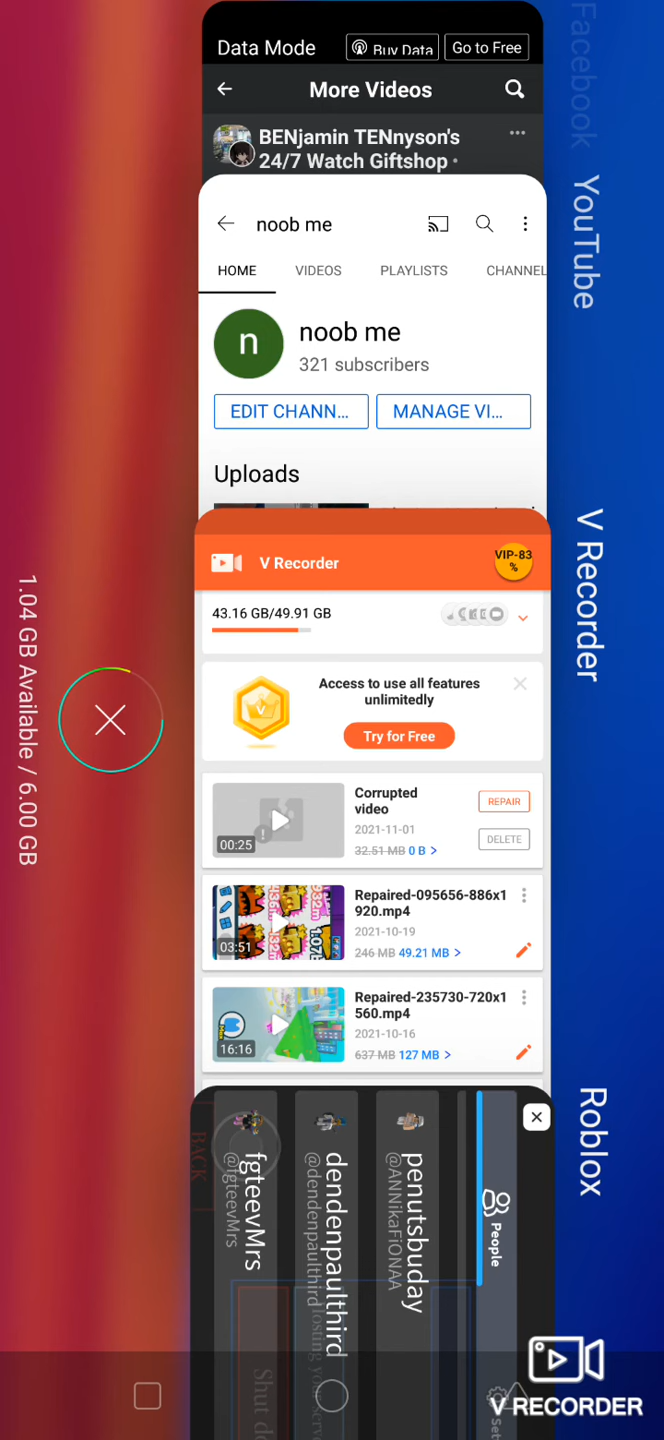 Facebook
Data Mode
Buy Data
Go to Free
More Videos
BENjamin TENnyson's
24/7 Watch Giftshop •
YouTube
noob me
HOME
VIDEOS
PLAYLISTS
CHANNEL
n
noob me
321 subscribers
EDIT CHANN...
MANAGE VI...
Uploads
V Recorder
V Recorder
VIP-83
%
43.16 GB/49.91 GB
Access to use all features
unlimitedly
Try for Free
1.04 GB Available / 6.00 GB
Corrupted
video
2021-11-01
32.51 MB 0 B >
REPAIR
DELETE
00:25
Repaired-095656-886x1
920.mp4
2021-10-19
246 MB 49.21 MB >
03:51
Repaired-235730-720x1
560.mp4
2021-10-16
637 MB 127 MB >
16:16
Roblox
People
penutsbuday
@ANNikaFiONAA
dendenpaulthird
@dendenpaulthird
fgteevMrs
@fgteevMrs
BACK
V RECORDER